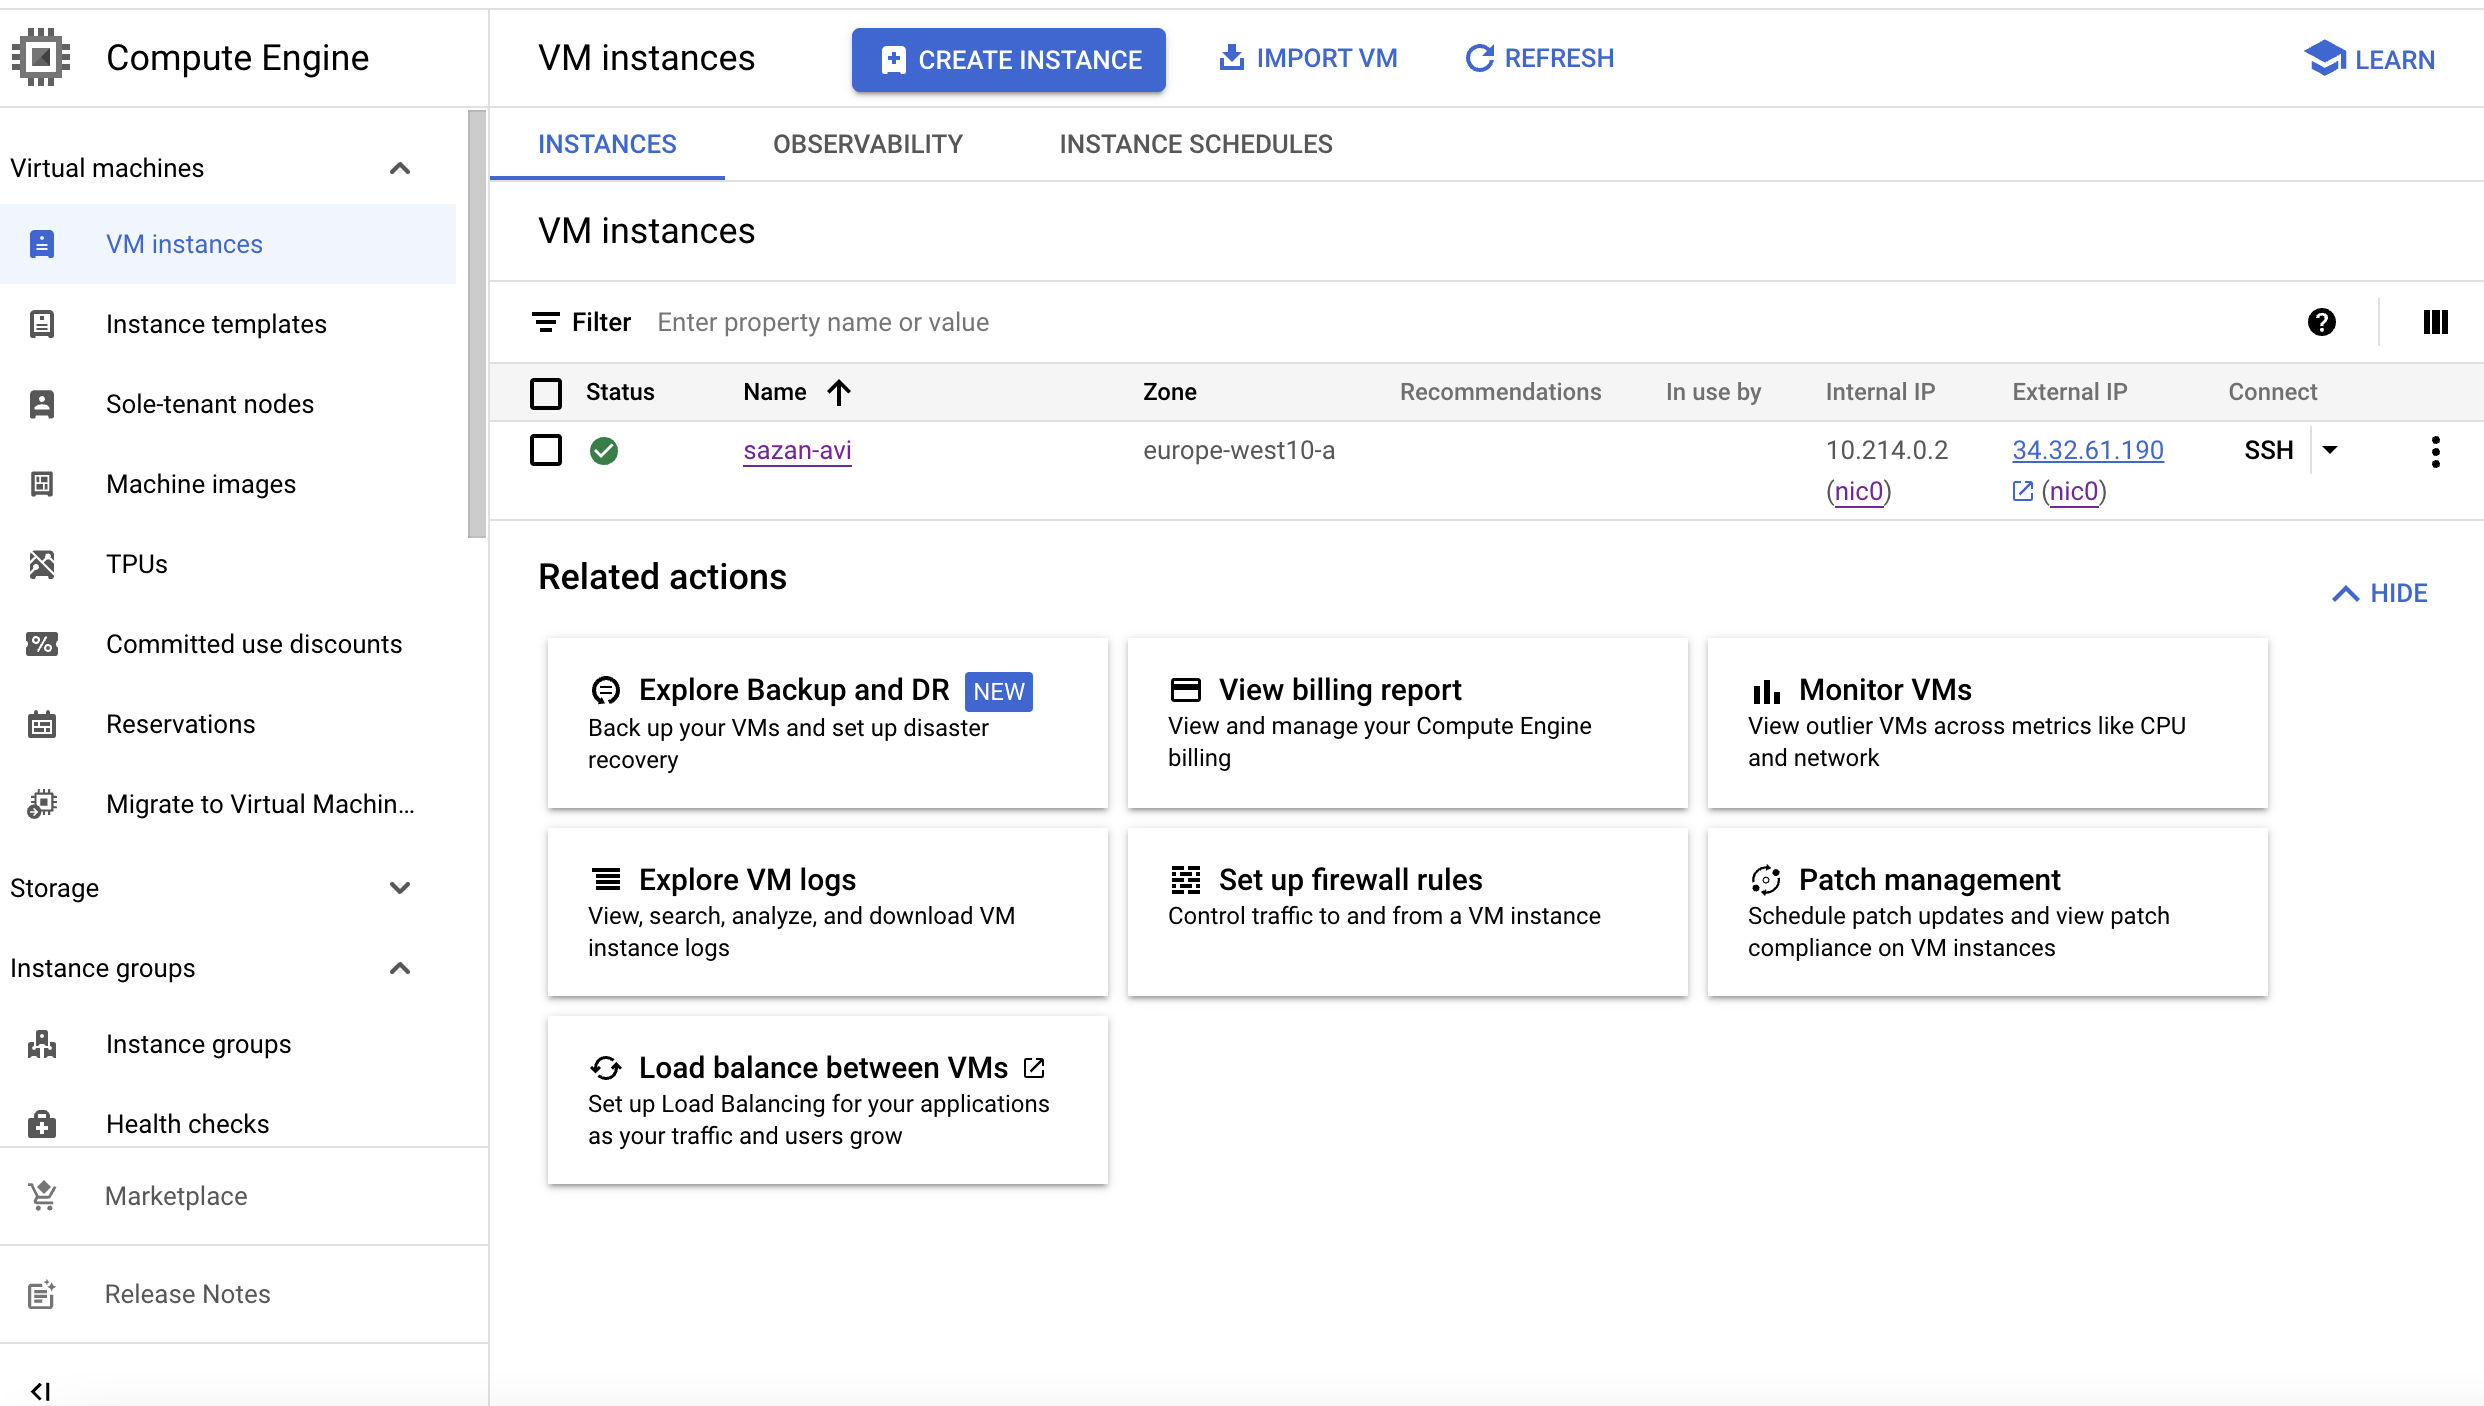 Compute Engine
VM instances
CREATE INSTANCE
IMPORT VM
REFRESH
LEARN
Virtual machines
VM instances
Instance templates
Sole-tenant nodes
Machine images
TPUs
Committed use discounts
Reservations
Migrate to Virtual Machin...
Storage
Instance groups
Instance groups
Health checks
Marketplace
Release Notes
INSTANCES OBSERVABILITY INSTANCE SCHEDULES
VM instances
Filter Enter property name or value
Status Name Zone Recommendations In use by Internal IP External IP Connect
sazan-avi europe-west10-a 10.214.0.2 34.32.61.190 SSH
(nic0) (nic0)
Related actions
HIDE
Explore Backup and DR NEW
Back up your VMs and set up disaster
recovery
View billing report
View and manage your Compute Engine
billing
Monitor VMs
View outlier VMs across metrics like CPU
and network
Explore VM logs
View, search, analyze, and download VM
instance logs
Set up firewall rules
Control traffic to and from a VM instance
Patch management
Schedule patch updates and view patch
compliance on VM instances
Load balance between VMs
Set up Load Balancing for your applications
as your traffic and users grow